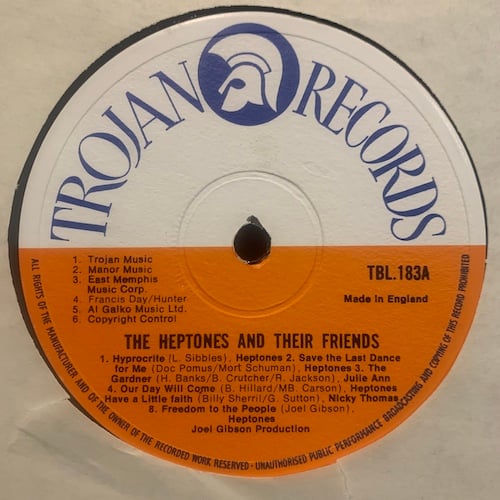 TROJAN RECORDS
1. Trojan Music
2. Manor Music
3. East Memphis
Music Corp.
4. Francis Day/Hunter
5. Al Galko Music Ltd.
6. Copyright Control
TBL.183A
Made in England
THE HEPTONES AND THEIR FRIENDS
1. Hyprocrite (L. Sibbles), Heptones 2. Save the Last Dance
for Me (Doc Pomus/Mort Schuman), Heptones 3. The
Gardner (H. Banks/B. Crutcher/R. Jackson), Julie Ann
4. Our Day Will Come (B. Hillard/MB. Carson), Heptones
Have a Little faith (Billy Sherril/G. Sutton), Nicky Thomas
8. Freedom to the People (Joel Gibson),
Heptones
Joel Gibson Production
ALL RIGHTS OF THE MANUFACTURER AND OF THE OWNER OF THE RECORDED WORK RESERVED · UNAUTHORISED PUBLIC PERFORMANCE BROADCASTING AND COPYING OF THIS RECORD PROHIBITED